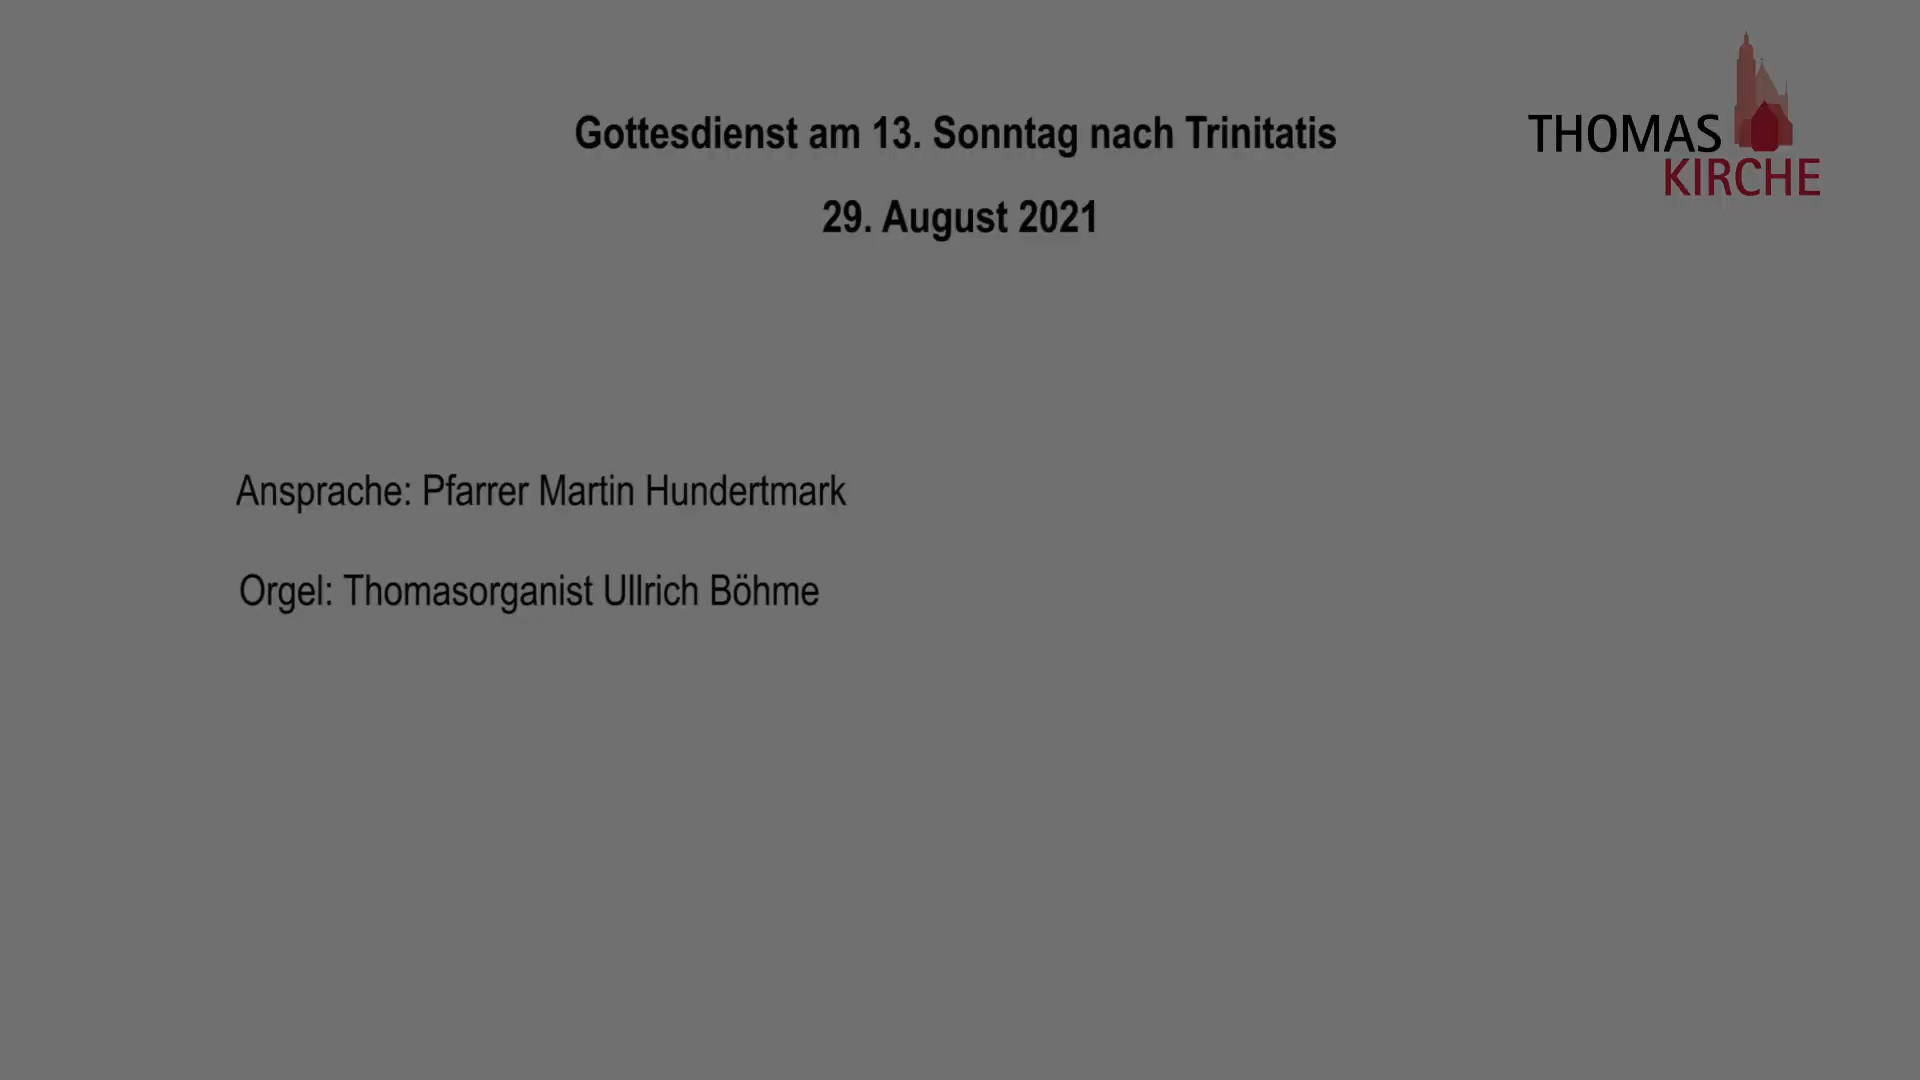 Gottesdienst am 13. Sonntag nach Trinitatis
29. August 2021
THOMAS
KIRCHE
Ansprache: Pfarrer Martin Hundertmark
Orgel: Thomasorganist Ullrich Böhme